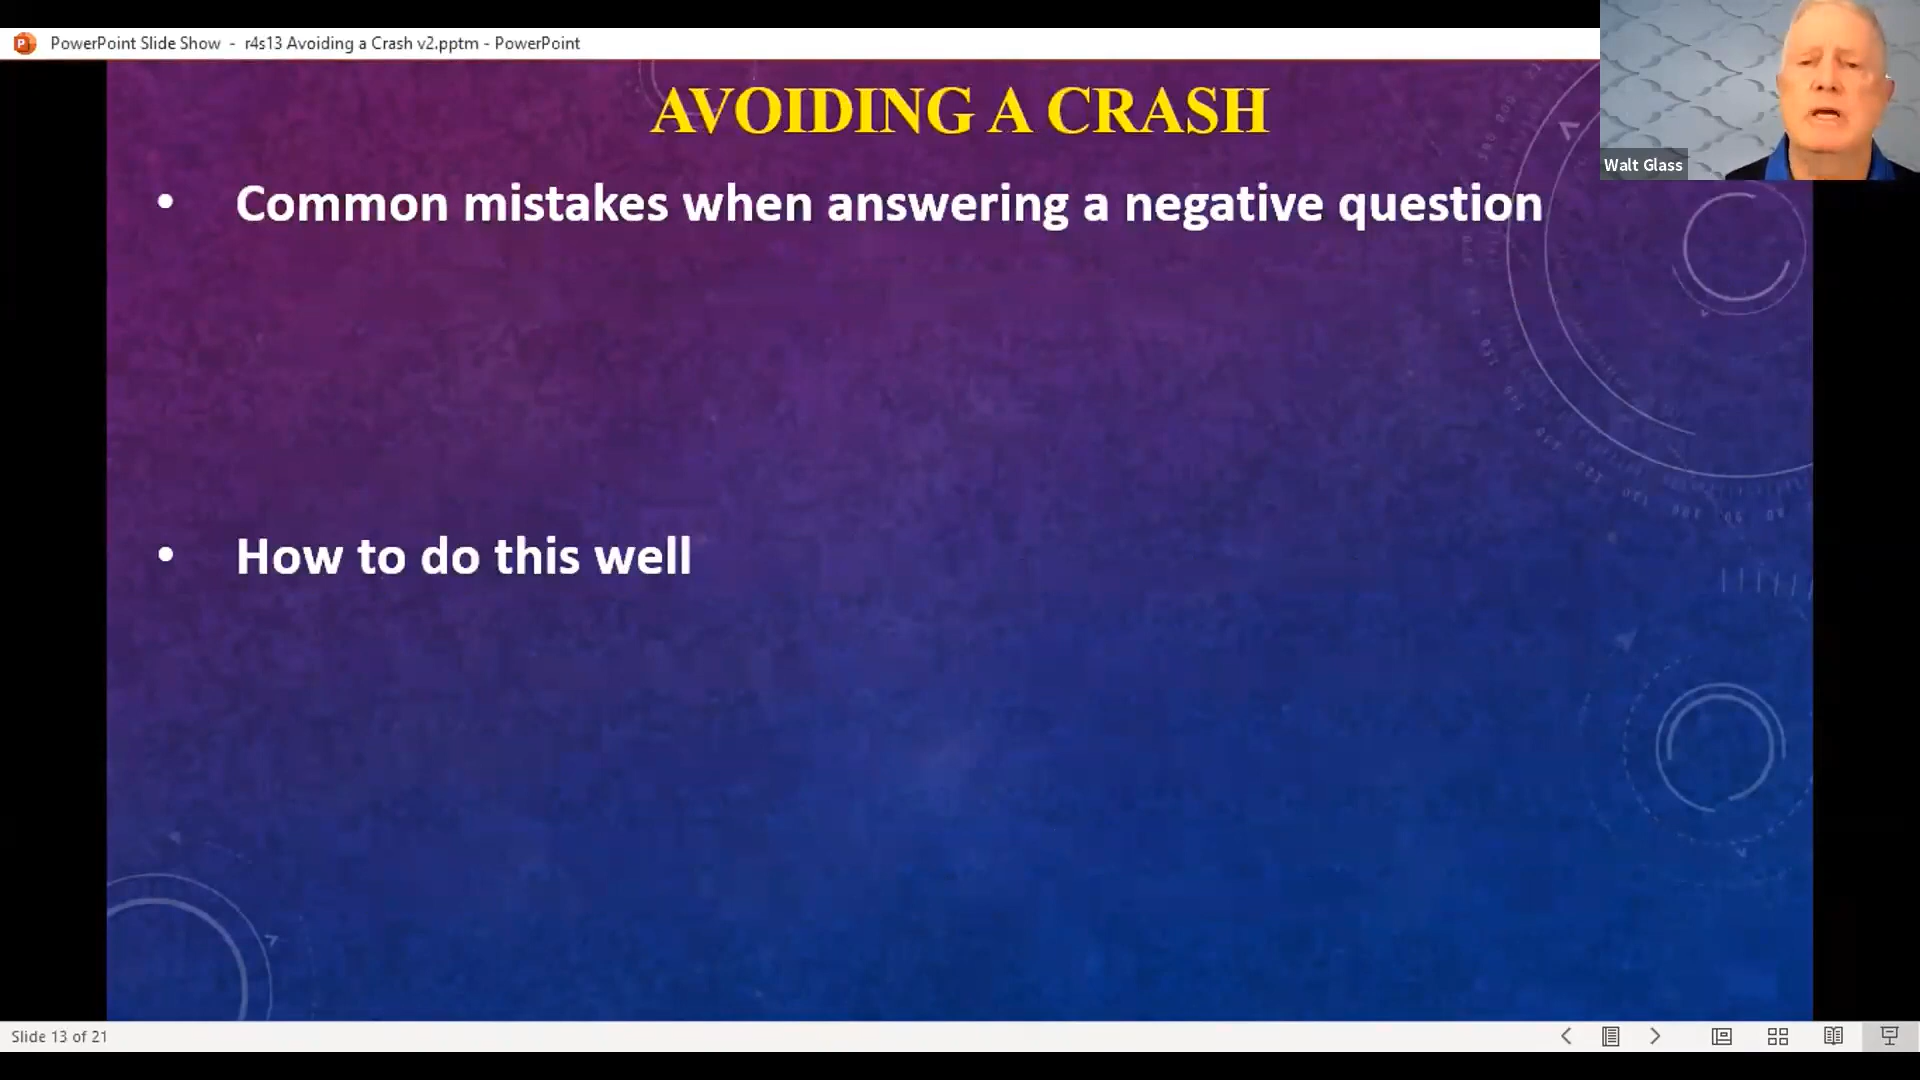 PowerPoint Slide Show - r4s13 Avoiding a Crash v2.pptm - PowerPoint
Walt Glass
AVOIDING A CRASH
• Common mistakes when answering a negative question
• How to do this well
Slide 13 of 21